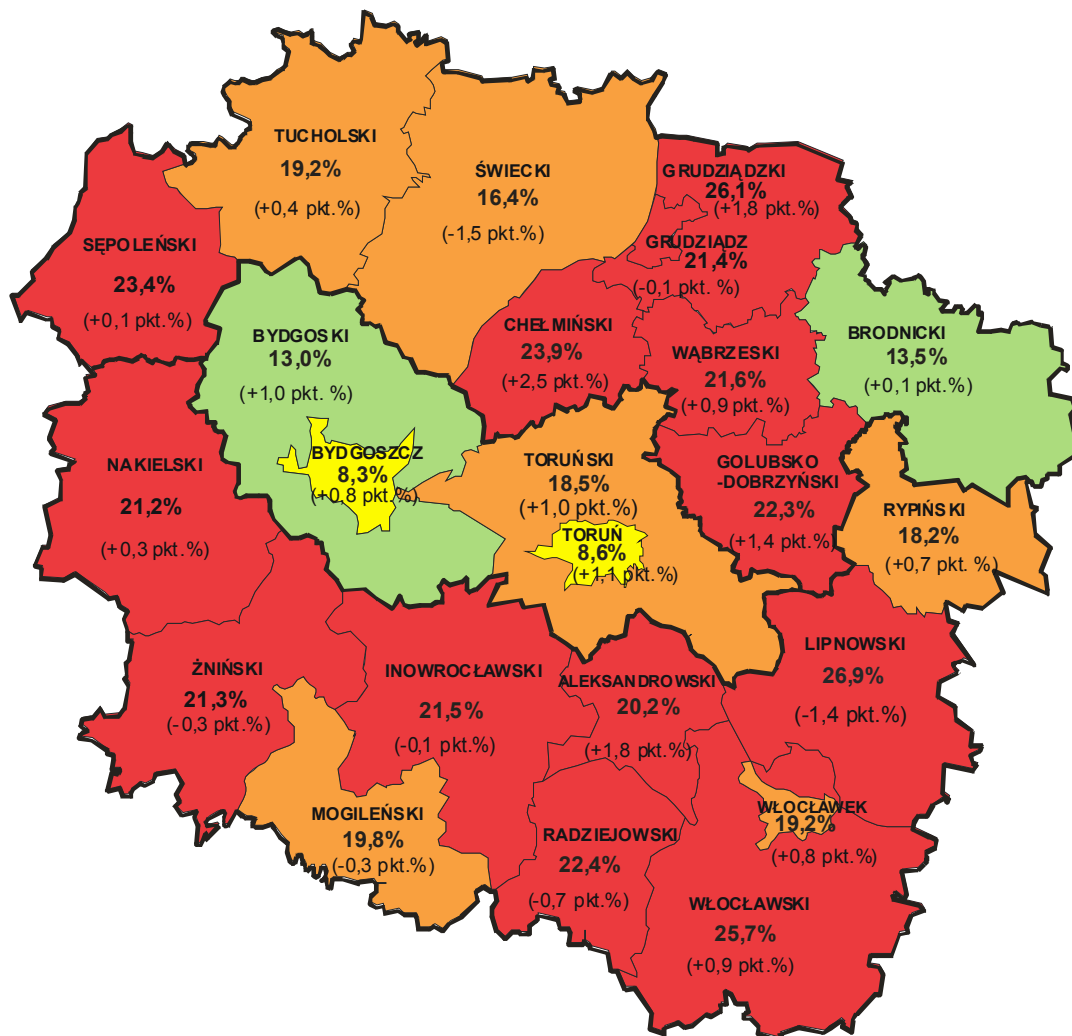 TUCHOLSKI
19,2%
(+0,4 pkt.%)
ŚWIECKI
16,4%
(-1,5 pkt.%)
GRUDZIĄDZKI
26,1%
(+1,8 pkt.%)
GRUDZIĄDZ
21,4%
(-0,1 pkt. %)
SĘPOLEŃSKI
23,4%
(+0,1 pkt.%)
BYDGOSKI
13,0%
(+1,0 pkt. %)
CHEŁMIŃSKI
23,9%
(+2,5 pkt.%)
WĄBRZESKI
21,6%
(+0,9 pkt.%)
BRODNICKI
13,5%
(+0,1 pkt.%)
NAKIELSKI
21,2%
(+0,3 pkt.%)
BYDGOSZCZ
8,3%
(+0,8 pkt.%)
TORUŃSKI
18,5%
(+1,0 pkt.%)
TORUŃ
8,6%
(+1,1 pkt.%)
GOLUBSKO
-DOBRZYŃSKI
22,3%
(+1,4 pkt.%)
RYPIŃSKI
18,2%
(+0,7 pkt. %)
ŻNIŃSKI
21,3%
(-0,3 pkt.%)
INOWROCŁAWSKI
21,5%
(-0,1 pkt.%)
ALEKSANDROWSKI
20,2%
(+1,8 pkt.%)
LIPNOWSKI
26,9%
(-1,4 pkt.%)
MOGILEŃSKI
19,8%
(-0,3 pkt.%)
RADZIEJOWSKI
22,4%
(-0,7 pkt.%)
WŁOCŁAWEK
19,2%
(+0,8 pkt.%)
WŁOCŁAWSKI
25,7%
(+0,9 pkt.%)